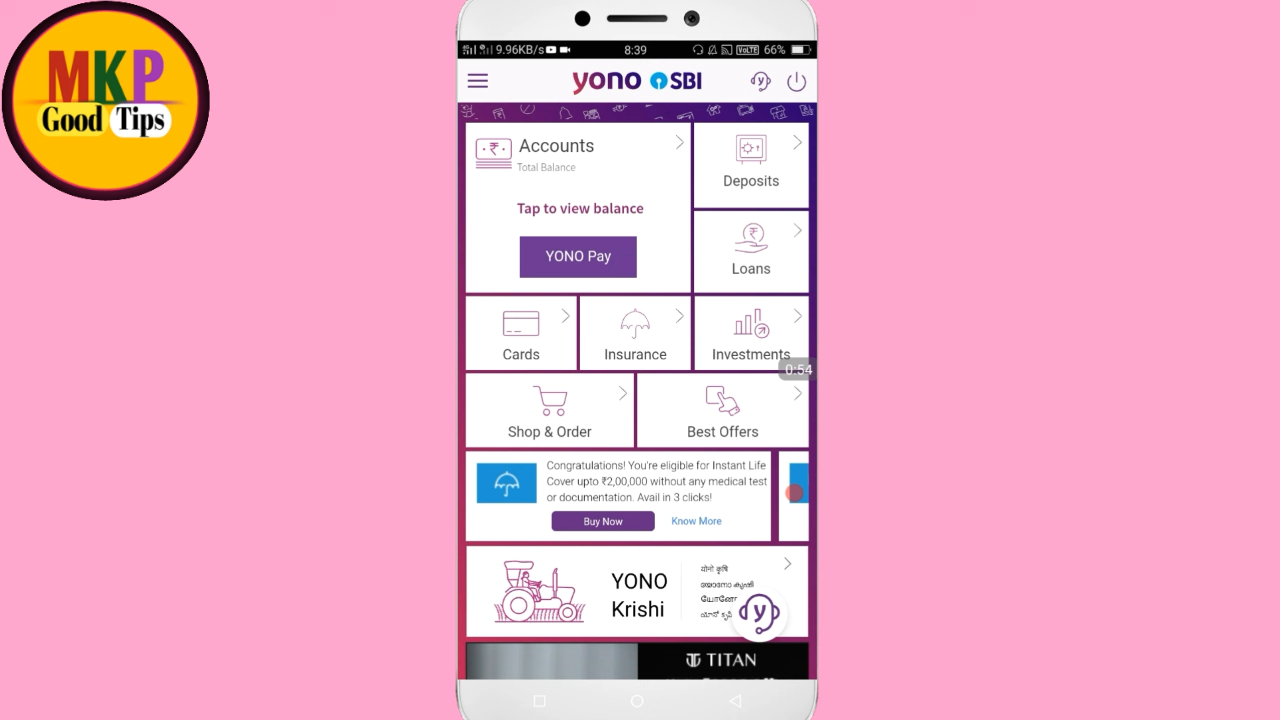 MKP
Good Tips
9.96KB/s
8:39
VoLTE
66%
yono SBI
Accounts
Total Balance
Tap to view balance
YONO Pay
Deposits
Loans
Cards
Insurance
Investments
0:54
Shop & Order
Best Offers
Congratulations! You're eligible for Instant Life
Cover upto ₹2,00,000 without any medical test
or documentation. Avail in 3 clicks!
Buy Now
Know More
YONO
Krishi
योनो कृषि
TITAN